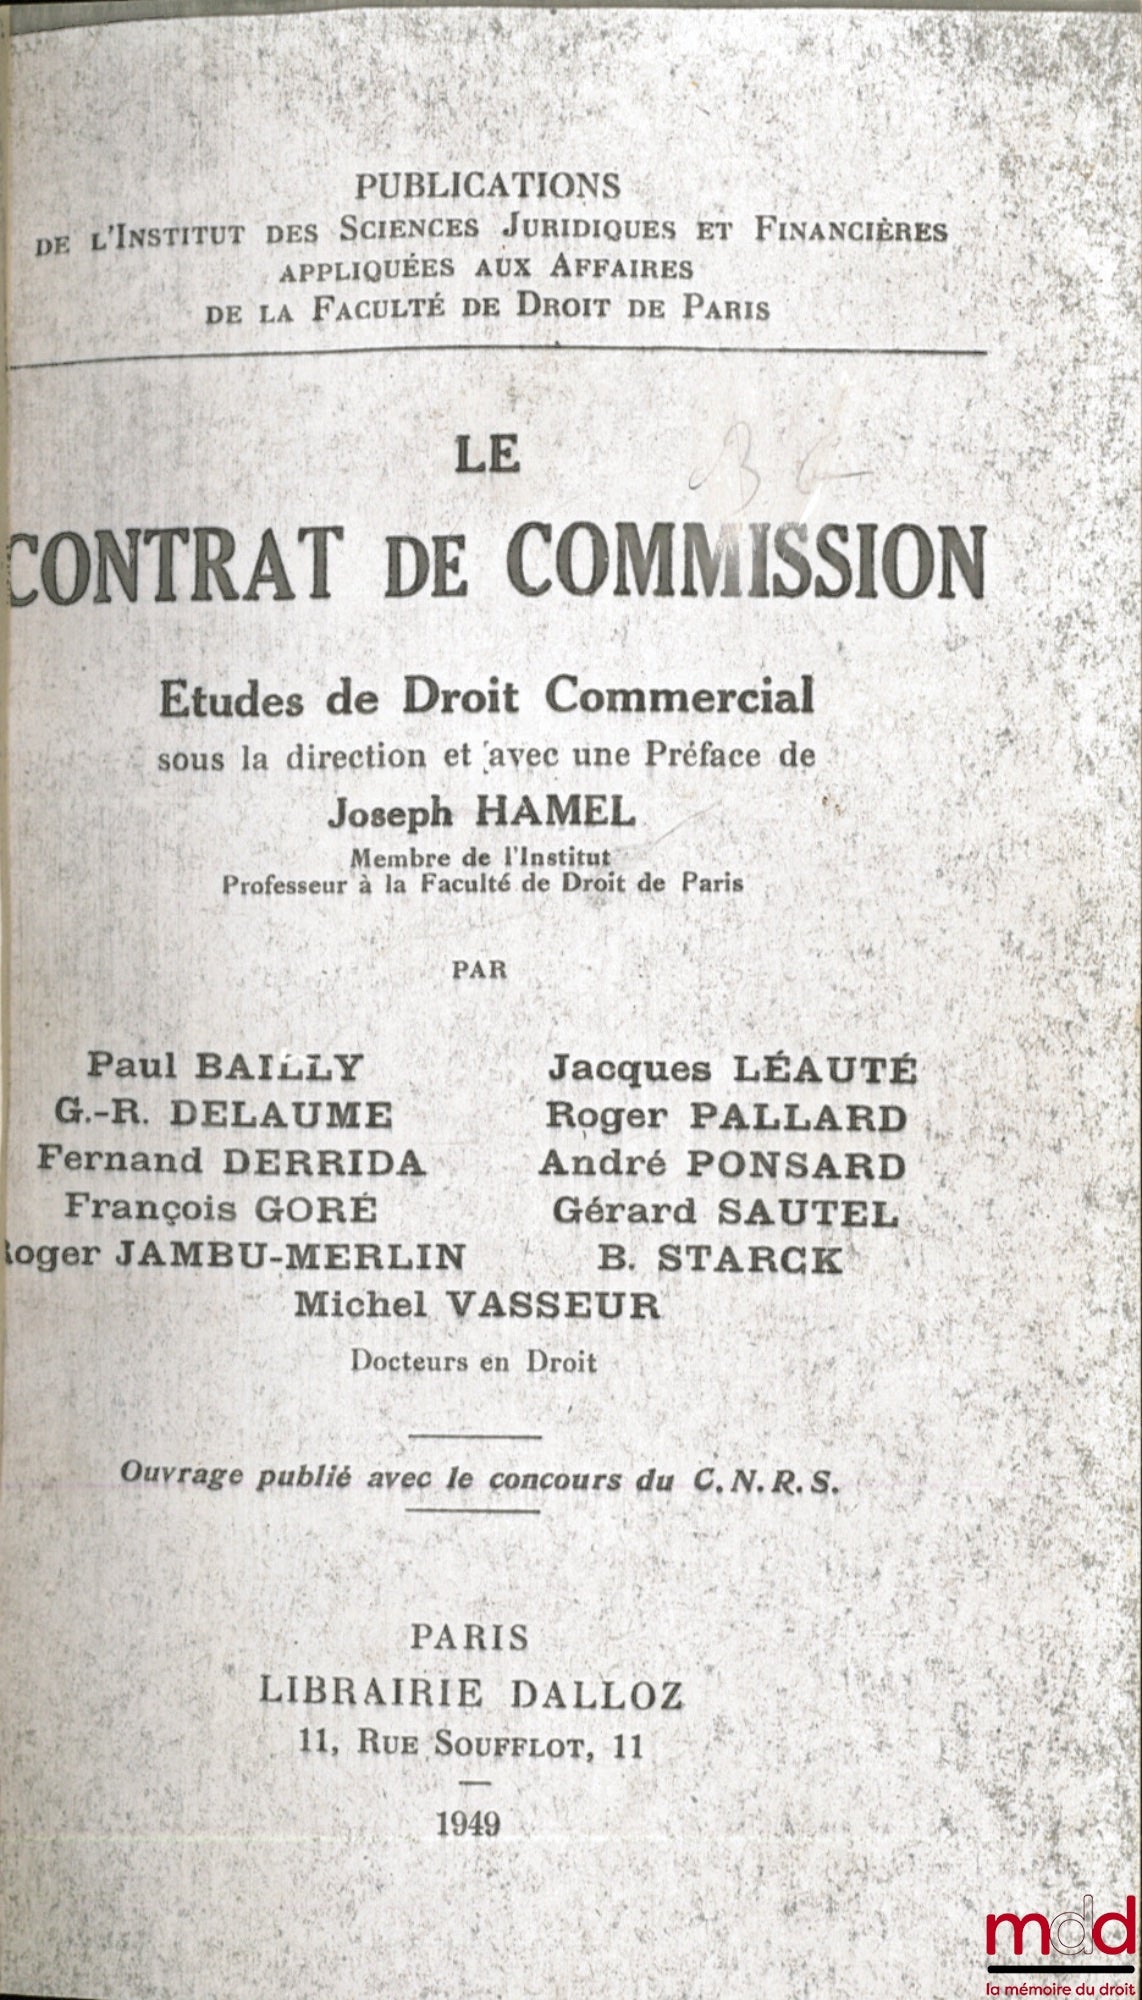 PUBLICATIONS
DE L'INSTITUT DES SCIENCES JURIDIQUES ET FINANCIÈRES
APPLIQUÉES AUX AFFAIRES
DE LA FACULTÉ DE DROIT DE PARIS
LE
CONTRAT DE COMMISSION
Etudes de Droit Commercial
sous la direction et avec une Préface de
Joseph HAMEL
Membre de l'Institut
Professeur à la Faculté de Droit de Paris
PAR
Paul BAILLY
G.-R. DELAUME
Fernand DERRIDA
François GORÉ
Roger JAMBU-MERLIN
Jacques LÉAUTÉ
Roger PALLARD
André PONSARD
Gérard SAUTEL
B. STARCK
Michel VASSEUR
Docteurs en Droit
Ouvrage publié avec le concours du C.N.R.S.
PARIS
LIBRAIRIE DALLOZ
11, RUE SOUFFLOT, 11
1949
mdd
la mémoire du droit